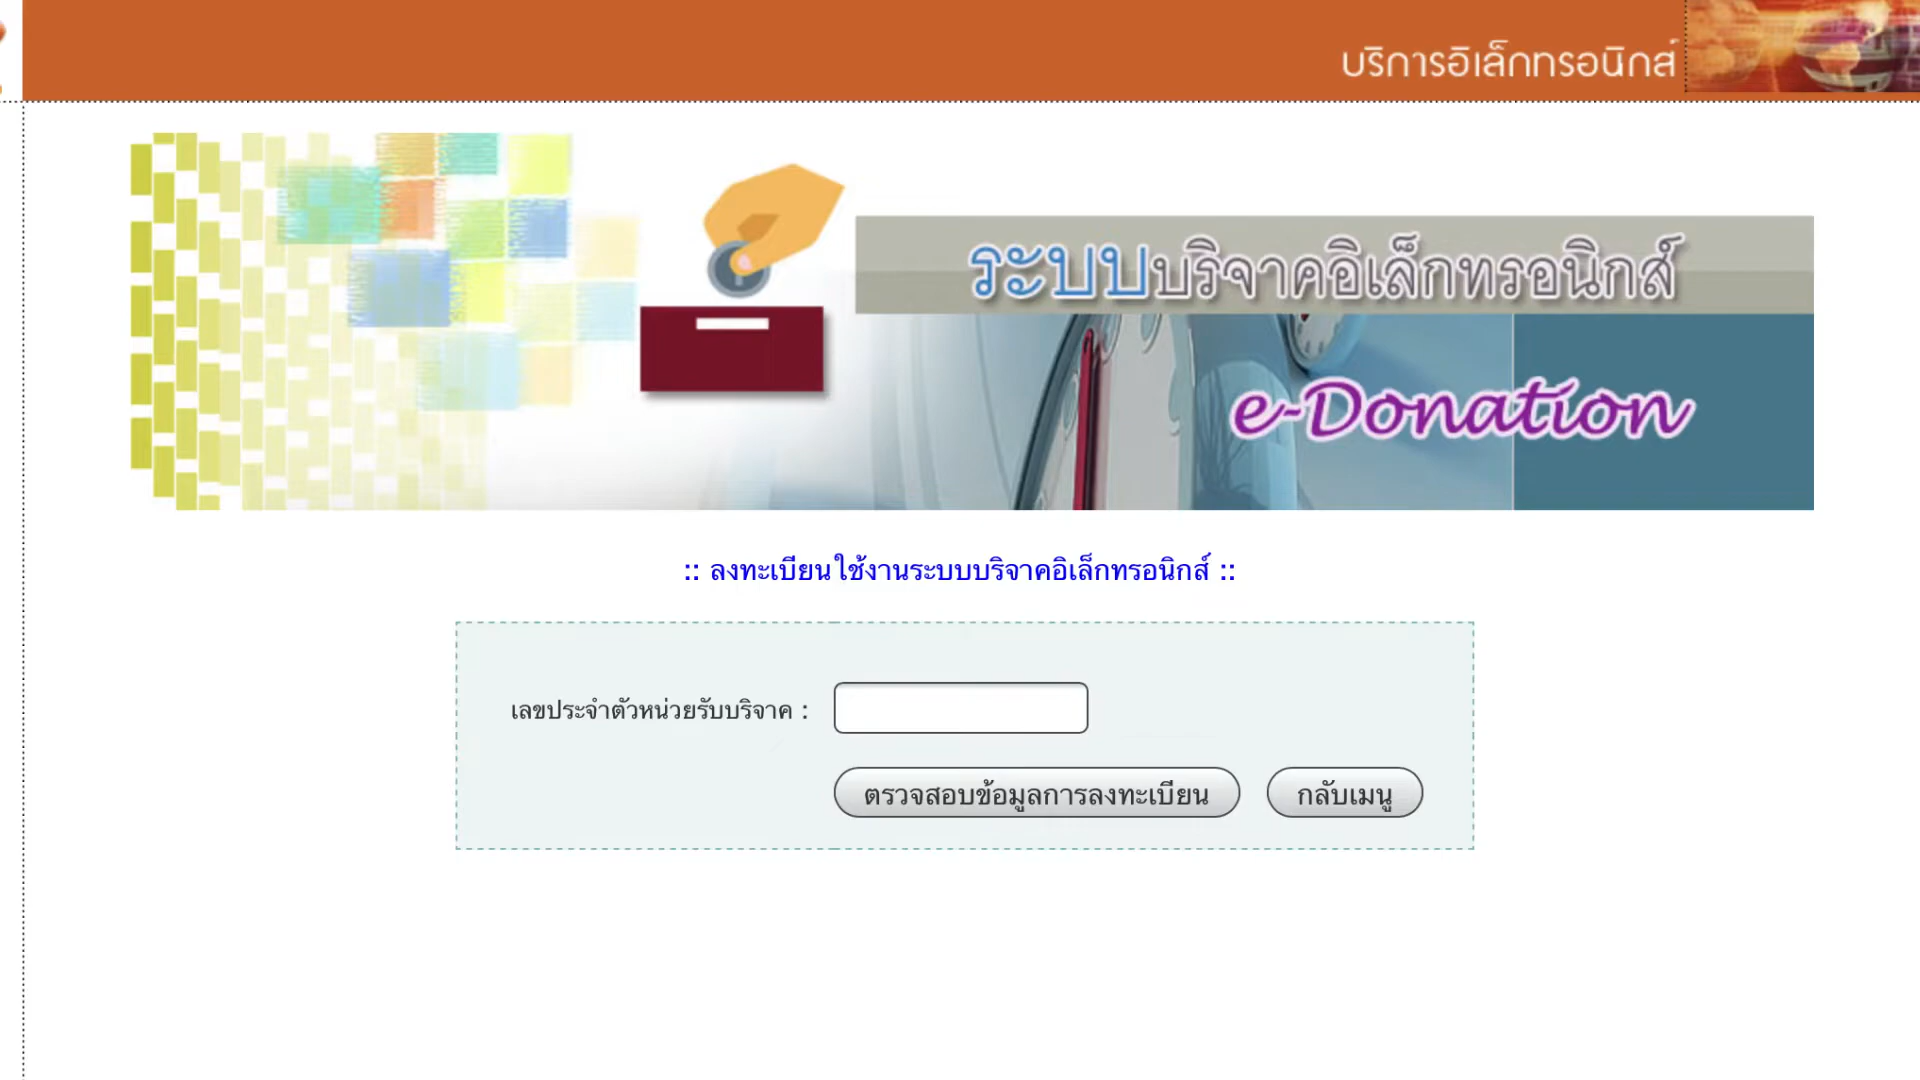 บริการอิเล็กทรอนิกส์
ระบบบริจาคอิเล็กทรอนิกส์
e-Donation
:: ลงทะเบียนใช้งานระบบบริจาคอิเล็กทรอนิกส์ ::
เลขประจำตัวหน่วยรับบริจาค :
ตรวจสอบข้อมูลการลงทะเบียน กลับเมนู